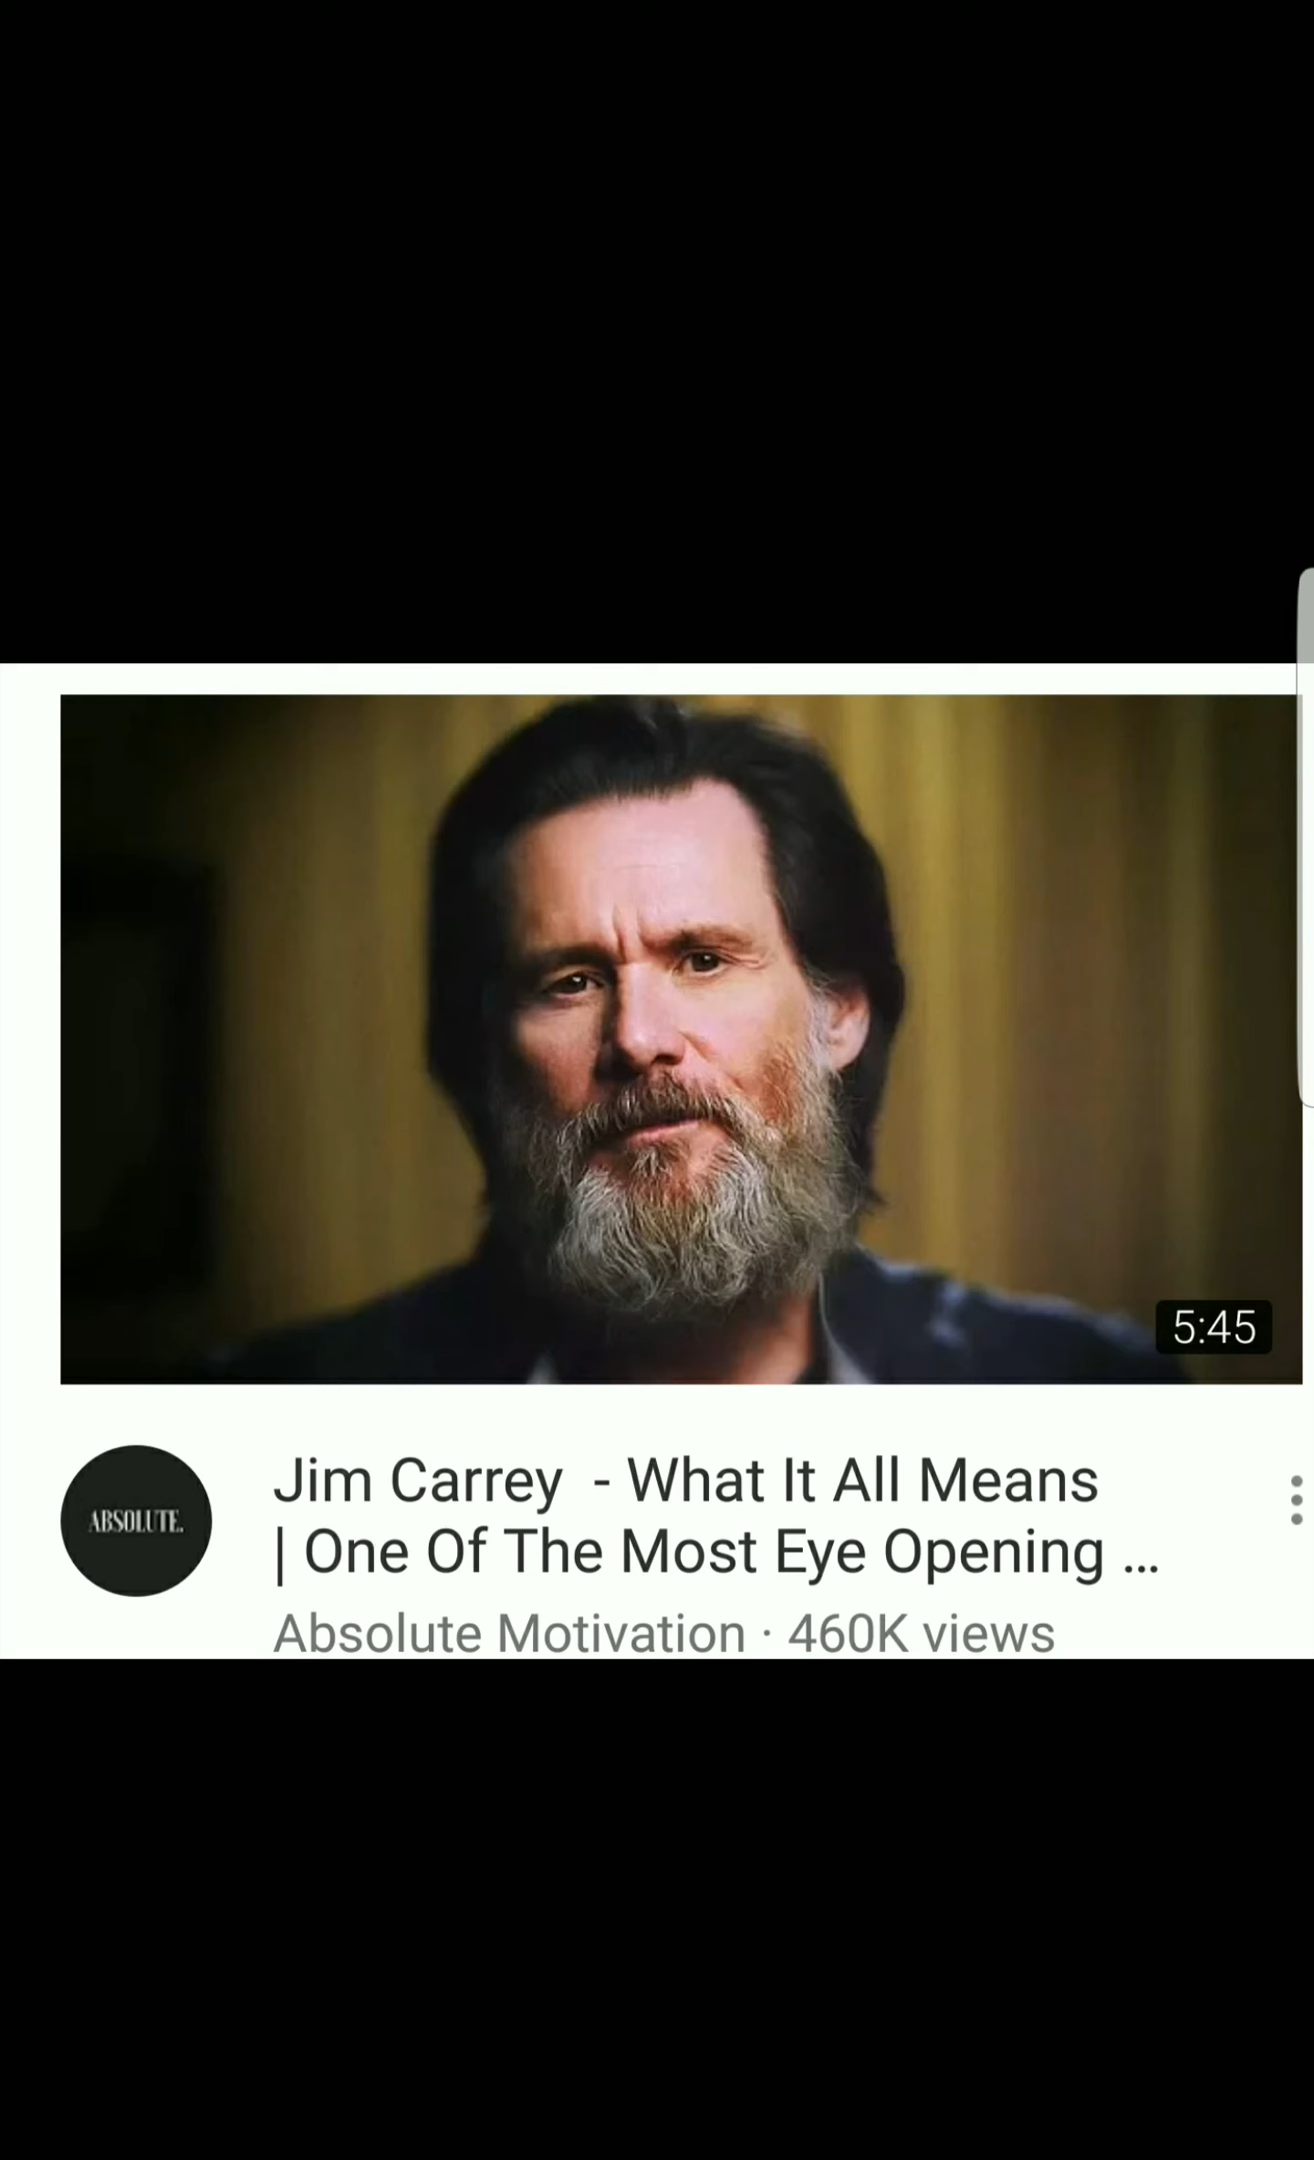 5:45
ABSOLUTE.
Jim Carrey - What It All Means
| One Of The Most Eye Opening ...
Absolute Motivation · 460K views